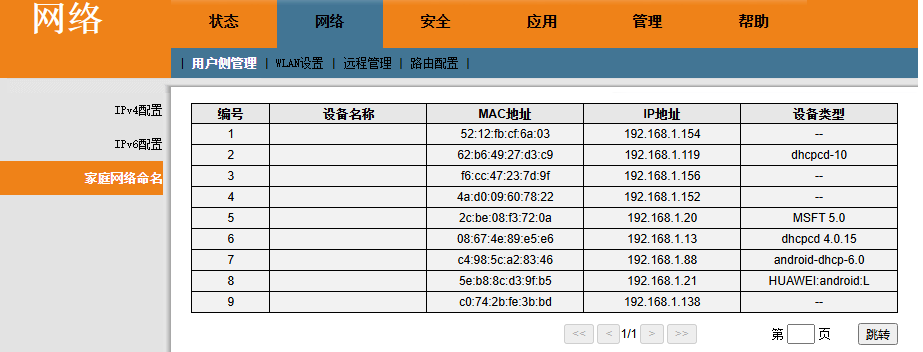 网络
状态 网络 安全 应用 管理 帮助
| 用户侧管理 | WLAN设置 | 远程管理 | 路由配置 |
IPv4配置
IPv6配置
家庭网络命名
编号 设备名称 MAC地址 IP地址 设备类型
1 52:12:fb:cf:6a:03 192.168.1.154 --
2 62:b6:49:27:d3:c9 192.168.1.119 dhcpcd-10
3 f6:cc:47:23:7d:9f 192.168.1.156 --
4 4a:d0:09:60:78:22 192.168.1.152 --
5 2c:be:08:f3:72:0a 192.168.1.20 MSFT 5.0
6 08:67:4e:89:e5:e6 192.168.1.13 dhcpcd 4.0.15
7 c4:98:5c:a2:83:46 192.168.1.88 android-dhcp-6.0
8 5e:b8:8c:d3:9f:b5 192.168.1.21 HUAWEI:android:L
9 c0:74:2b:fe:3b:bd 192.168.1.138 --
<< < 1/1 > >> 第 页 跳转